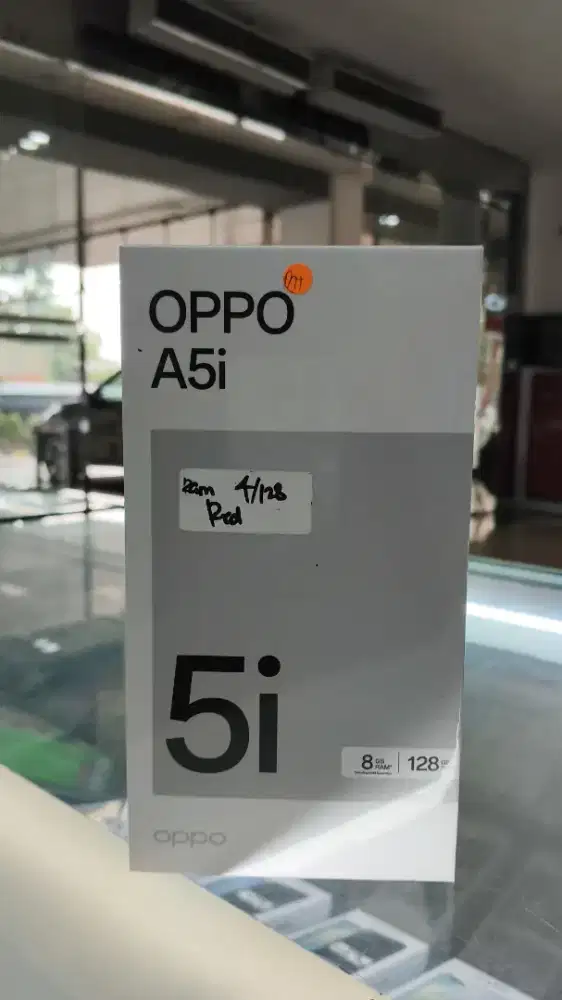 OPPO
A5i
Ram 4/128
Red
5i
8 GB RAM* | 128 GB
oppo